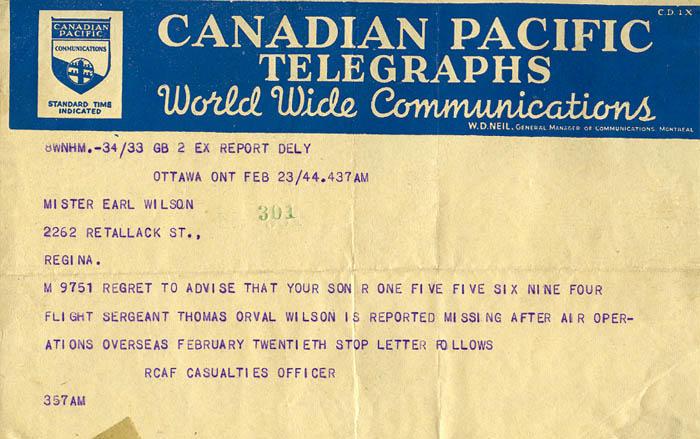 C.D. 1X
CANADIAN PACIFIC
TELEGRAPHS
World Wide Communications
W.D. NEIL, GENERAL MANAGER OF COMMUNICATIONS, MONTREAL
CANADIAN
PACIFIC
COMMUNICATIONS
STANDARD TIME
INDICATED
8WNHM.-34/33 GB 2 EX REPORT DELY
OTTAWA ONT FEB 23/44.437AM
MISTER EARL WILSON
301
2262 RETALLACK ST.,
REGINA.
M 9751 REGRET TO ADVISE THAT YOUR SON R ONE FIVE FIVE SIX NINE FOUR
FLIGHT SERGEANT THOMAS ORVAL WILSON IS REPORTED MISSING AFTER AIR OPER-
ATIONS OVERSEAS FEBRUARY TWENTIETH STOP LETTER FOLLOWS
RCAF CASUALTIES OFFICER
357AM